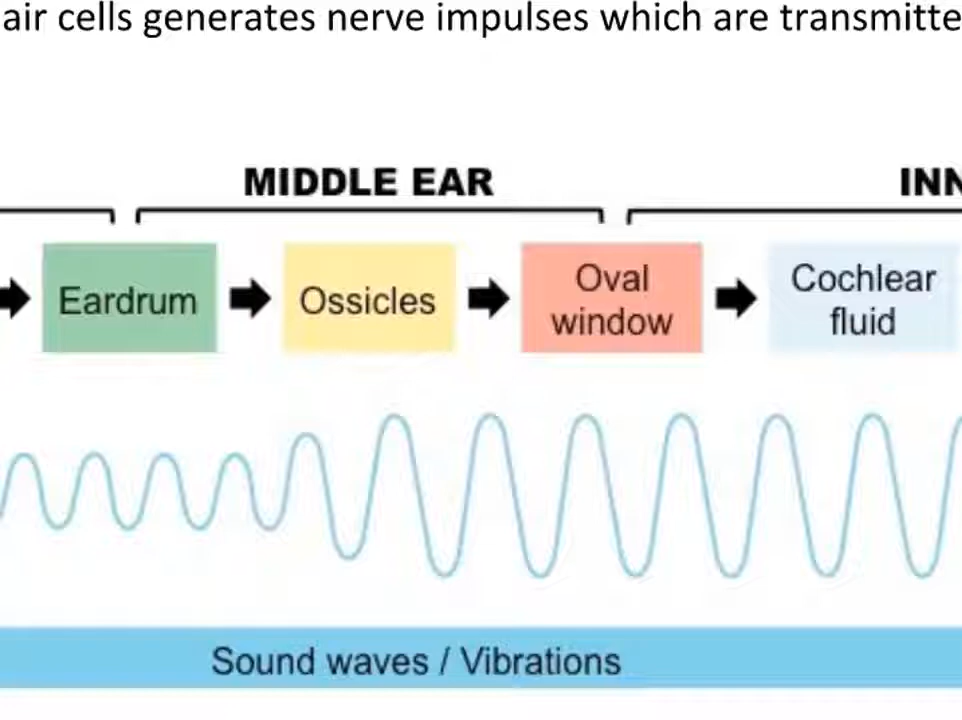 air cells generates nerve impulses which are transmitte
MIDDLE EAR INN
Eardrum Ossicles Oval window Cochlear fluid
Sound waves / Vibrations